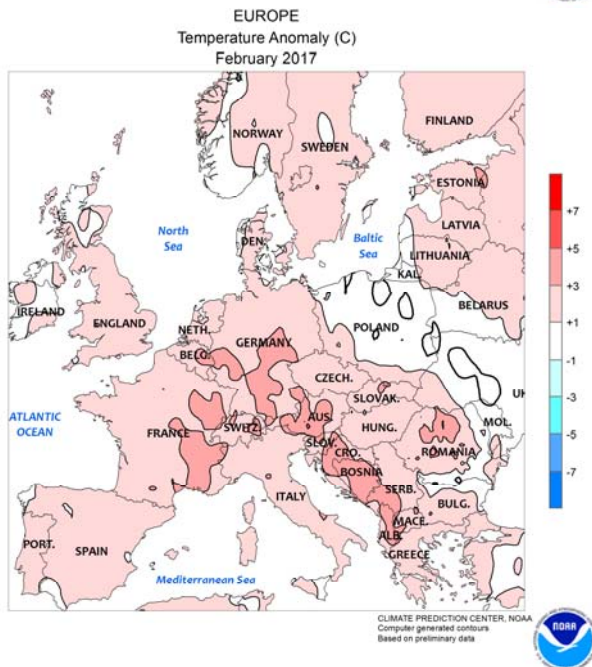 EUROPE
Temperature Anomaly (C)
February 2017
FINLAND
NORWAY
SWEDEN
ESTONIA
North
Sea
LATVIA
DEN.
Baltic
Sea
LITHUANIA
KAL.
IRELAND
ENGLAND
NETH.
BELARUS
POLAND
GERMANY
BELG.
CZECH.
SLOVAK.
UK
ATLANTIC
OCEAN
FRANCE
SWITZ.
AUS.
HUNG.
MOL.
SLOV.
CRO.
ROMANIA
BOSNIA
ITALY
SERB.
BULG.
PORT.
SPAIN
MACE.
ALB.
GREECE
Mediterranean Sea
+7
+5
+3
+1
-1
-3
-5
-7
CLIMATE PREDICTION CENTER, NOAA
Computer generated contours
Based on preliminary data
NOAA